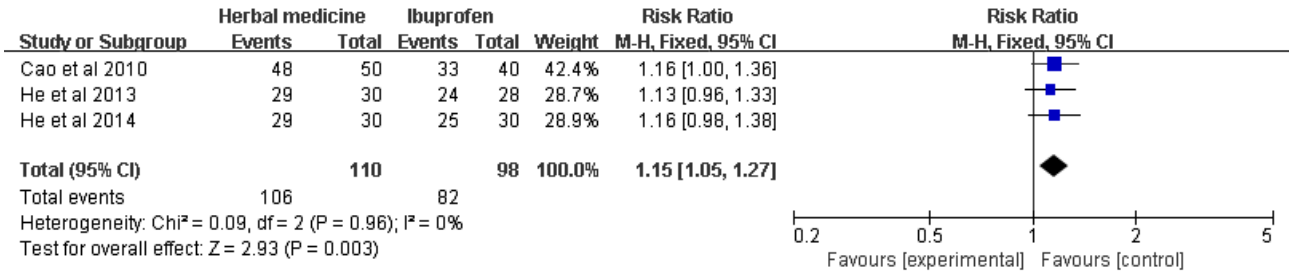 Herbal medicine Ibuprofen Risk Ratio Risk Ratio
Study or Subgroup Events Total Events Total Weight M-H, Fixed, 95% CI M-H, Fixed, 95% CI
Cao et al 2010 48 50 33 40 42.4% 1.16 [1.00, 1.36]
He et al 2013 29 30 24 28 28.7% 1.13 [0.96, 1.33]
He et al 2014 29 30 25 30 28.9% 1.16 [0.98, 1.38]
Total (95% CI) 110 98 100.0% 1.15 [1.05, 1.27]
Total events 106 82
Heterogeneity: Chi² = 0.09, df = 2 (P = 0.96); I² = 0%
Test for overall effect: Z = 2.93 (P = 0.003)
0.2 0.5 1 2 5
Favours [experimental] Favours [control]